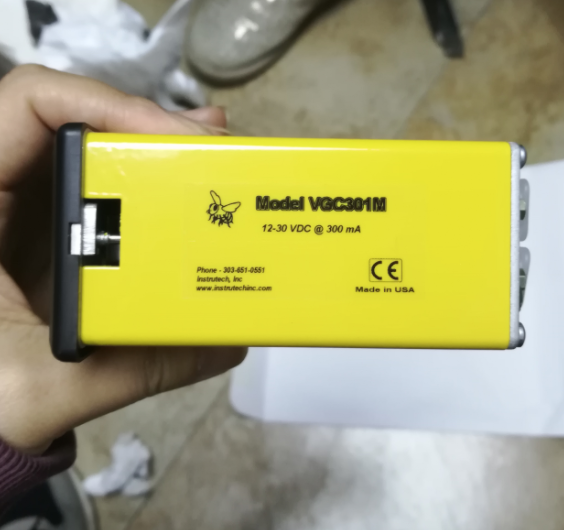 Model VGC301M
12-30 VDC @ 300 mA
Phone - 303-651-0551
Instrutech, Inc
www.instrutechinc.com
CE
Made in USA